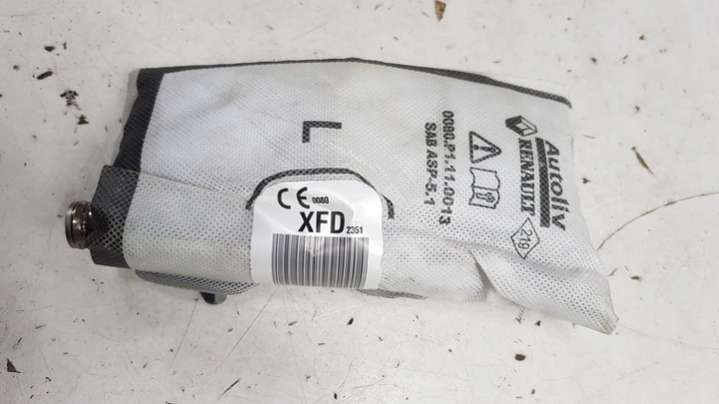 L
CE 0080
XFD 2351
Autoliv
RENAULT 219
0080.P1.11.0013
SAB ASP-5.1